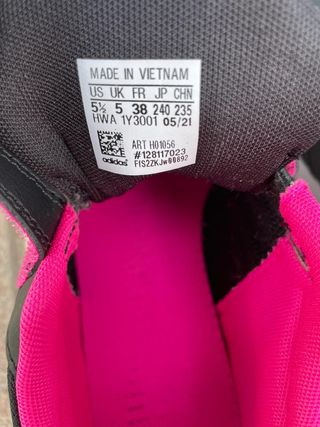 MADE IN VIETNAM
US UK FR JP CHN
5½ 5 38 240 235
HWA 1Y3001 05/21
ART H01056
#128117023
adidas FIS2ZKJw00892